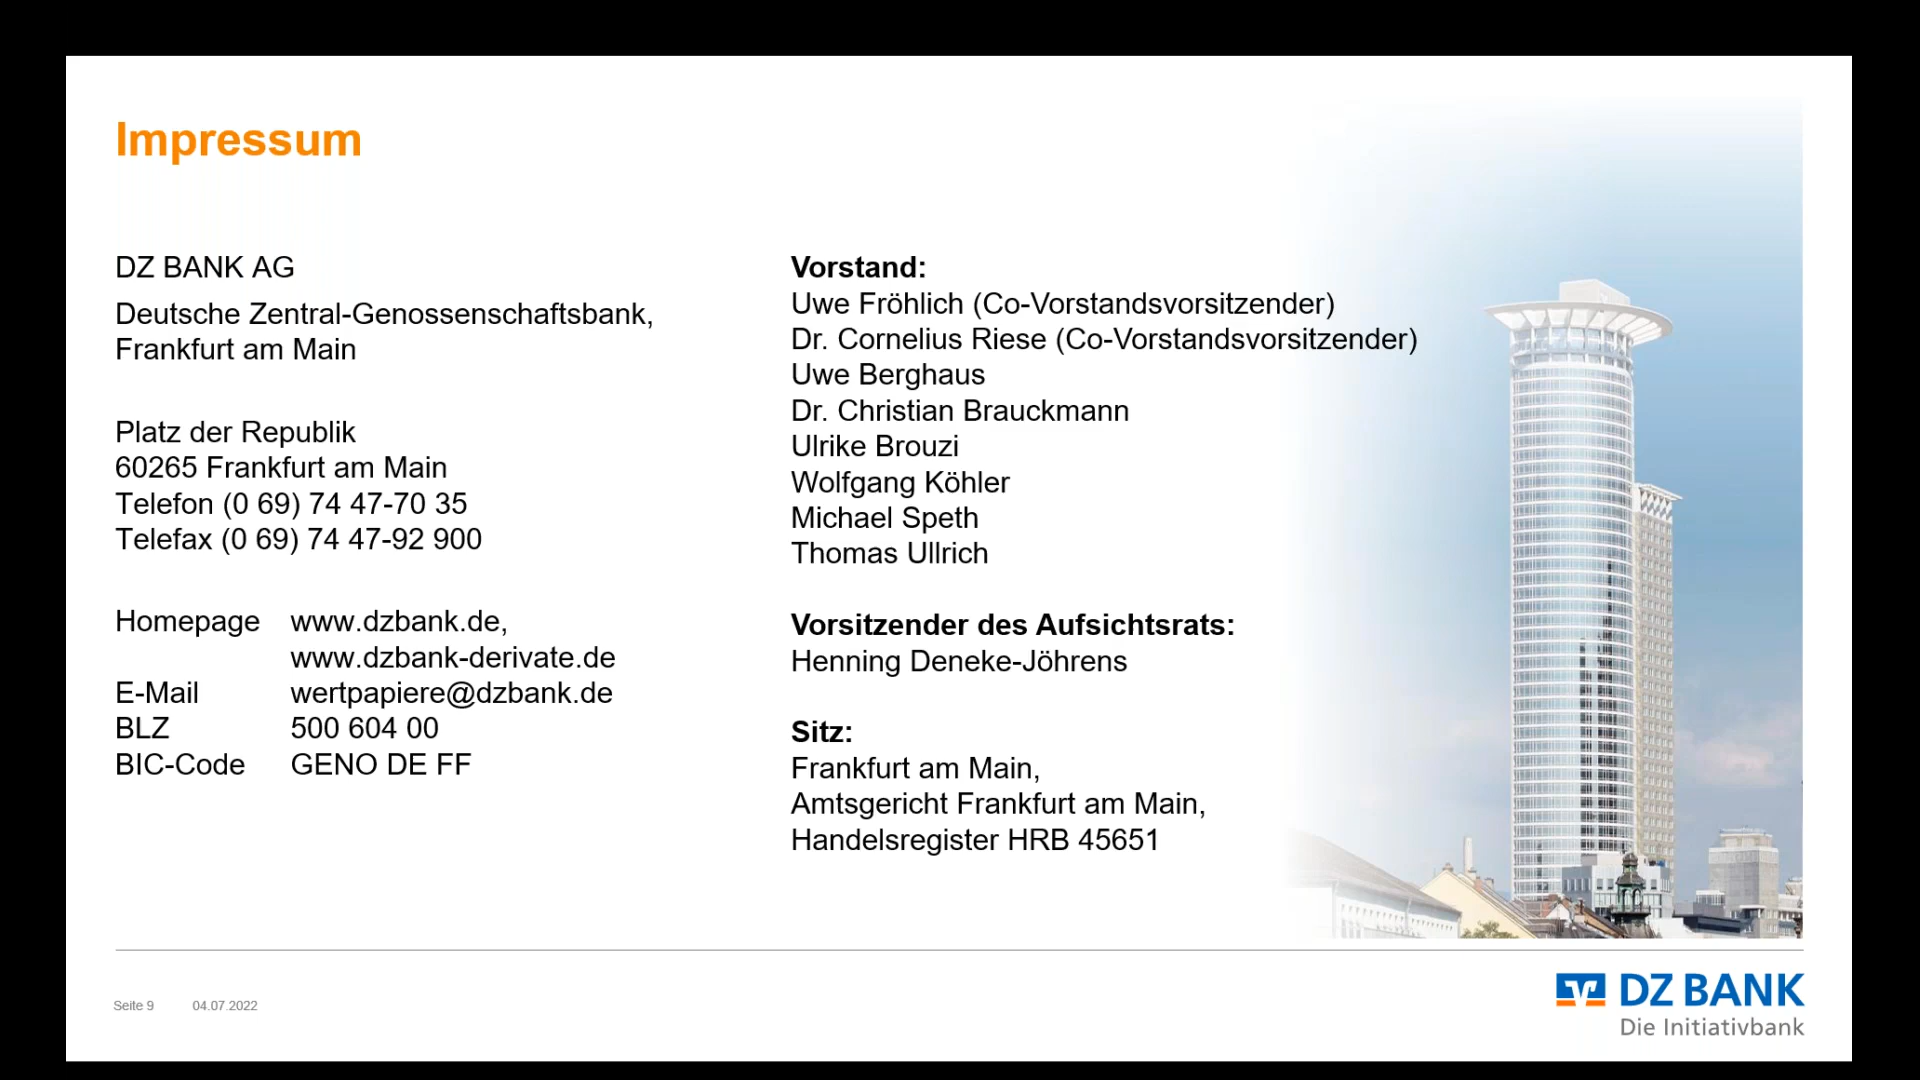 Impressum
DZ BANK AG
Deutsche Zentral-Genossenschaftsbank,
Frankfurt am Main
Platz der Republik
60265 Frankfurt am Main
Telefon (0 69) 74 47-70 35
Telefax (0 69) 74 47-92 900
Homepage www.dzbank.de,
www.dzbank-derivate.de
E-Mail wertpapiere@dzbank.de
BLZ 500 604 00
BIC-Code GENO DE FF
Vorstand:
Uwe Fröhlich (Co-Vorstandsvorsitzender)
Dr. Cornelius Riese (Co-Vorstandsvorsitzender)
Uwe Berghaus
Dr. Christian Brauckmann
Ulrike Brouzi
Wolfgang Köhler
Michael Speth
Thomas Ullrich
Vorsitzender des Aufsichtsrats:
Henning Deneke-Jöhrens
Sitz:
Frankfurt am Main,
Amtsgericht Frankfurt am Main,
Handelsregister HRB 45651
Seite 9 04.07.2022
DZ BANK
Die Initiativbank